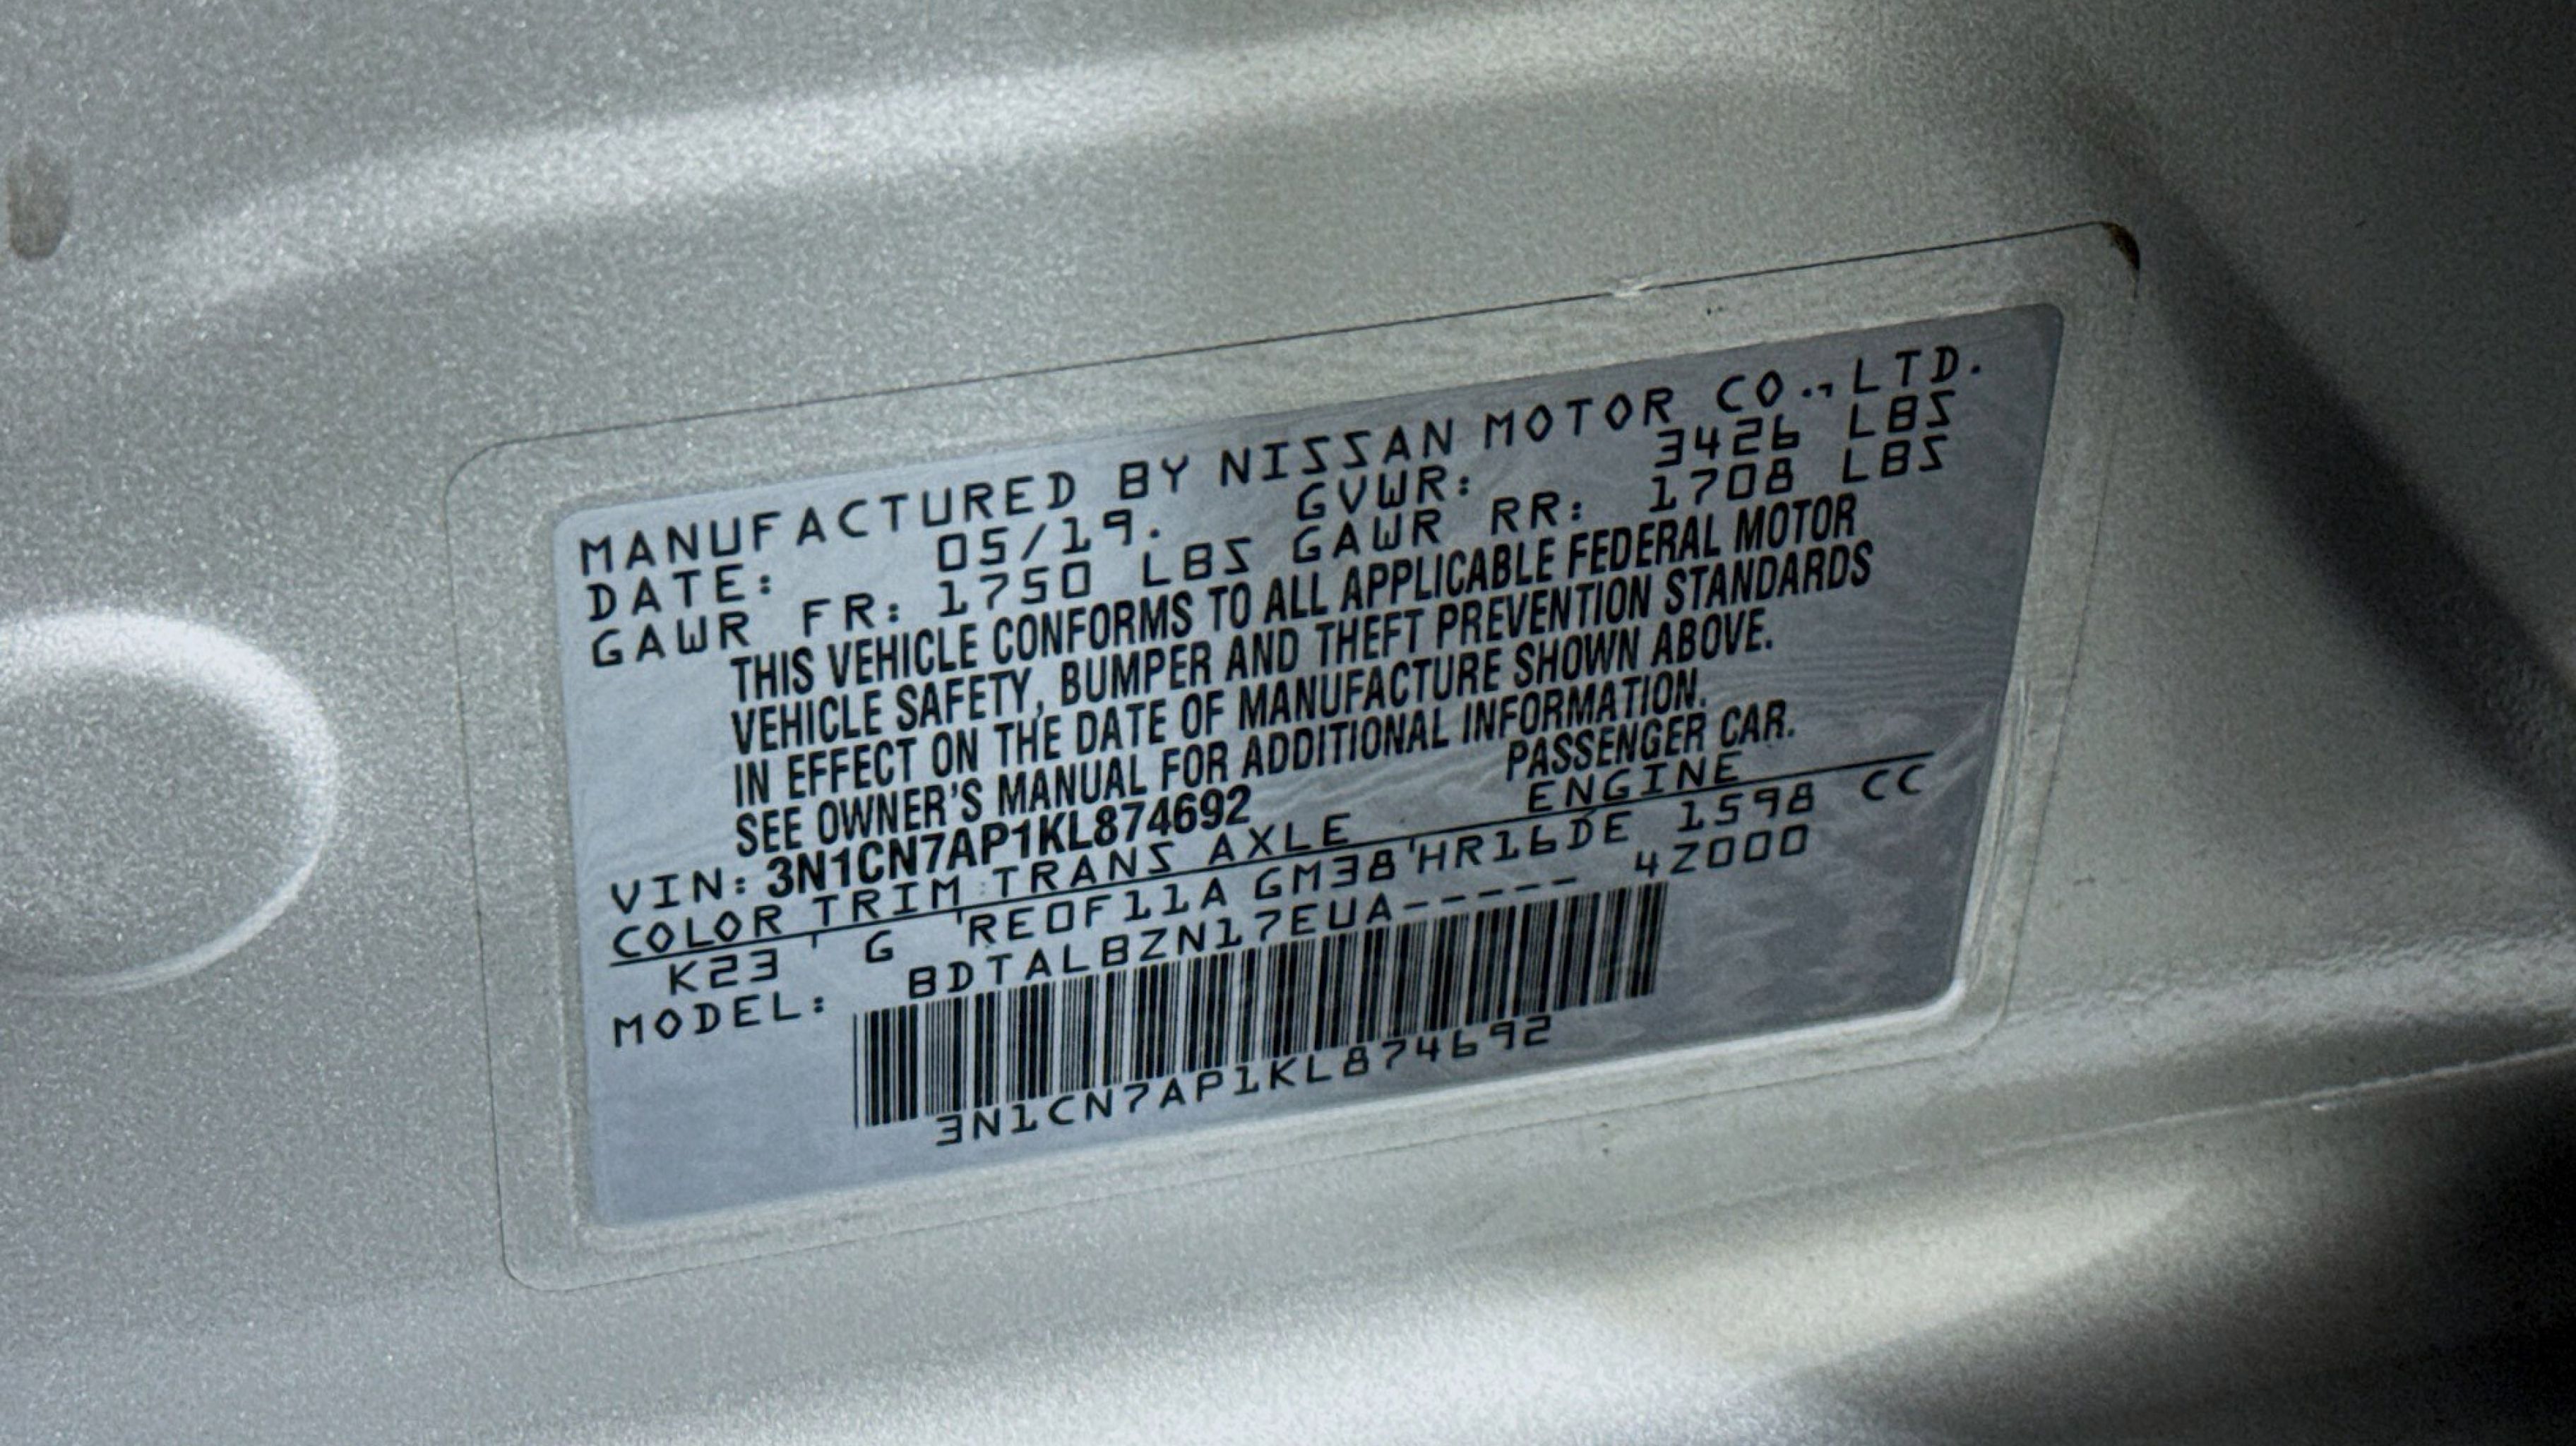 MANUFACTURED BY NISSAN MOTOR CO., LTD.
DATE: 05/19. GVWR: 3426 LBS
GAWR FR: 1750 LBS GAWR RR: 1708 LBS
THIS VEHICLE CONFORMS TO ALL APPLICABLE FEDERAL MOTOR
VEHICLE SAFETY, BUMPER AND THEFT PREVENTION STANDARDS
IN EFFECT ON THE DATE OF MANUFACTURE SHOWN ABOVE.
SEE OWNER'S MANUAL FOR ADDITIONAL INFORMATION.
VIN: 3N1CN7AP1KL874692 PASSENGER CAR.
COLOR TRIM TRANS AXLE ENGINE
K23 G RE0F11A GM38 HR16DE 1598 CC
MODEL: BDTALBZN17EUA----- 4Z000
3N1CN7AP1KL874692